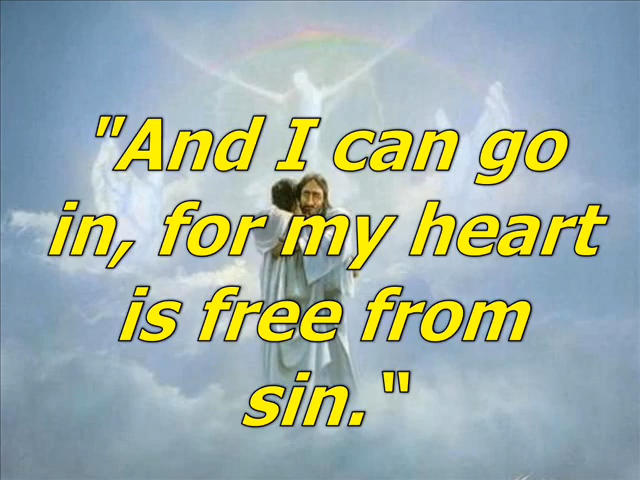 "And I can go
in, for my heart
is free from
sin.“